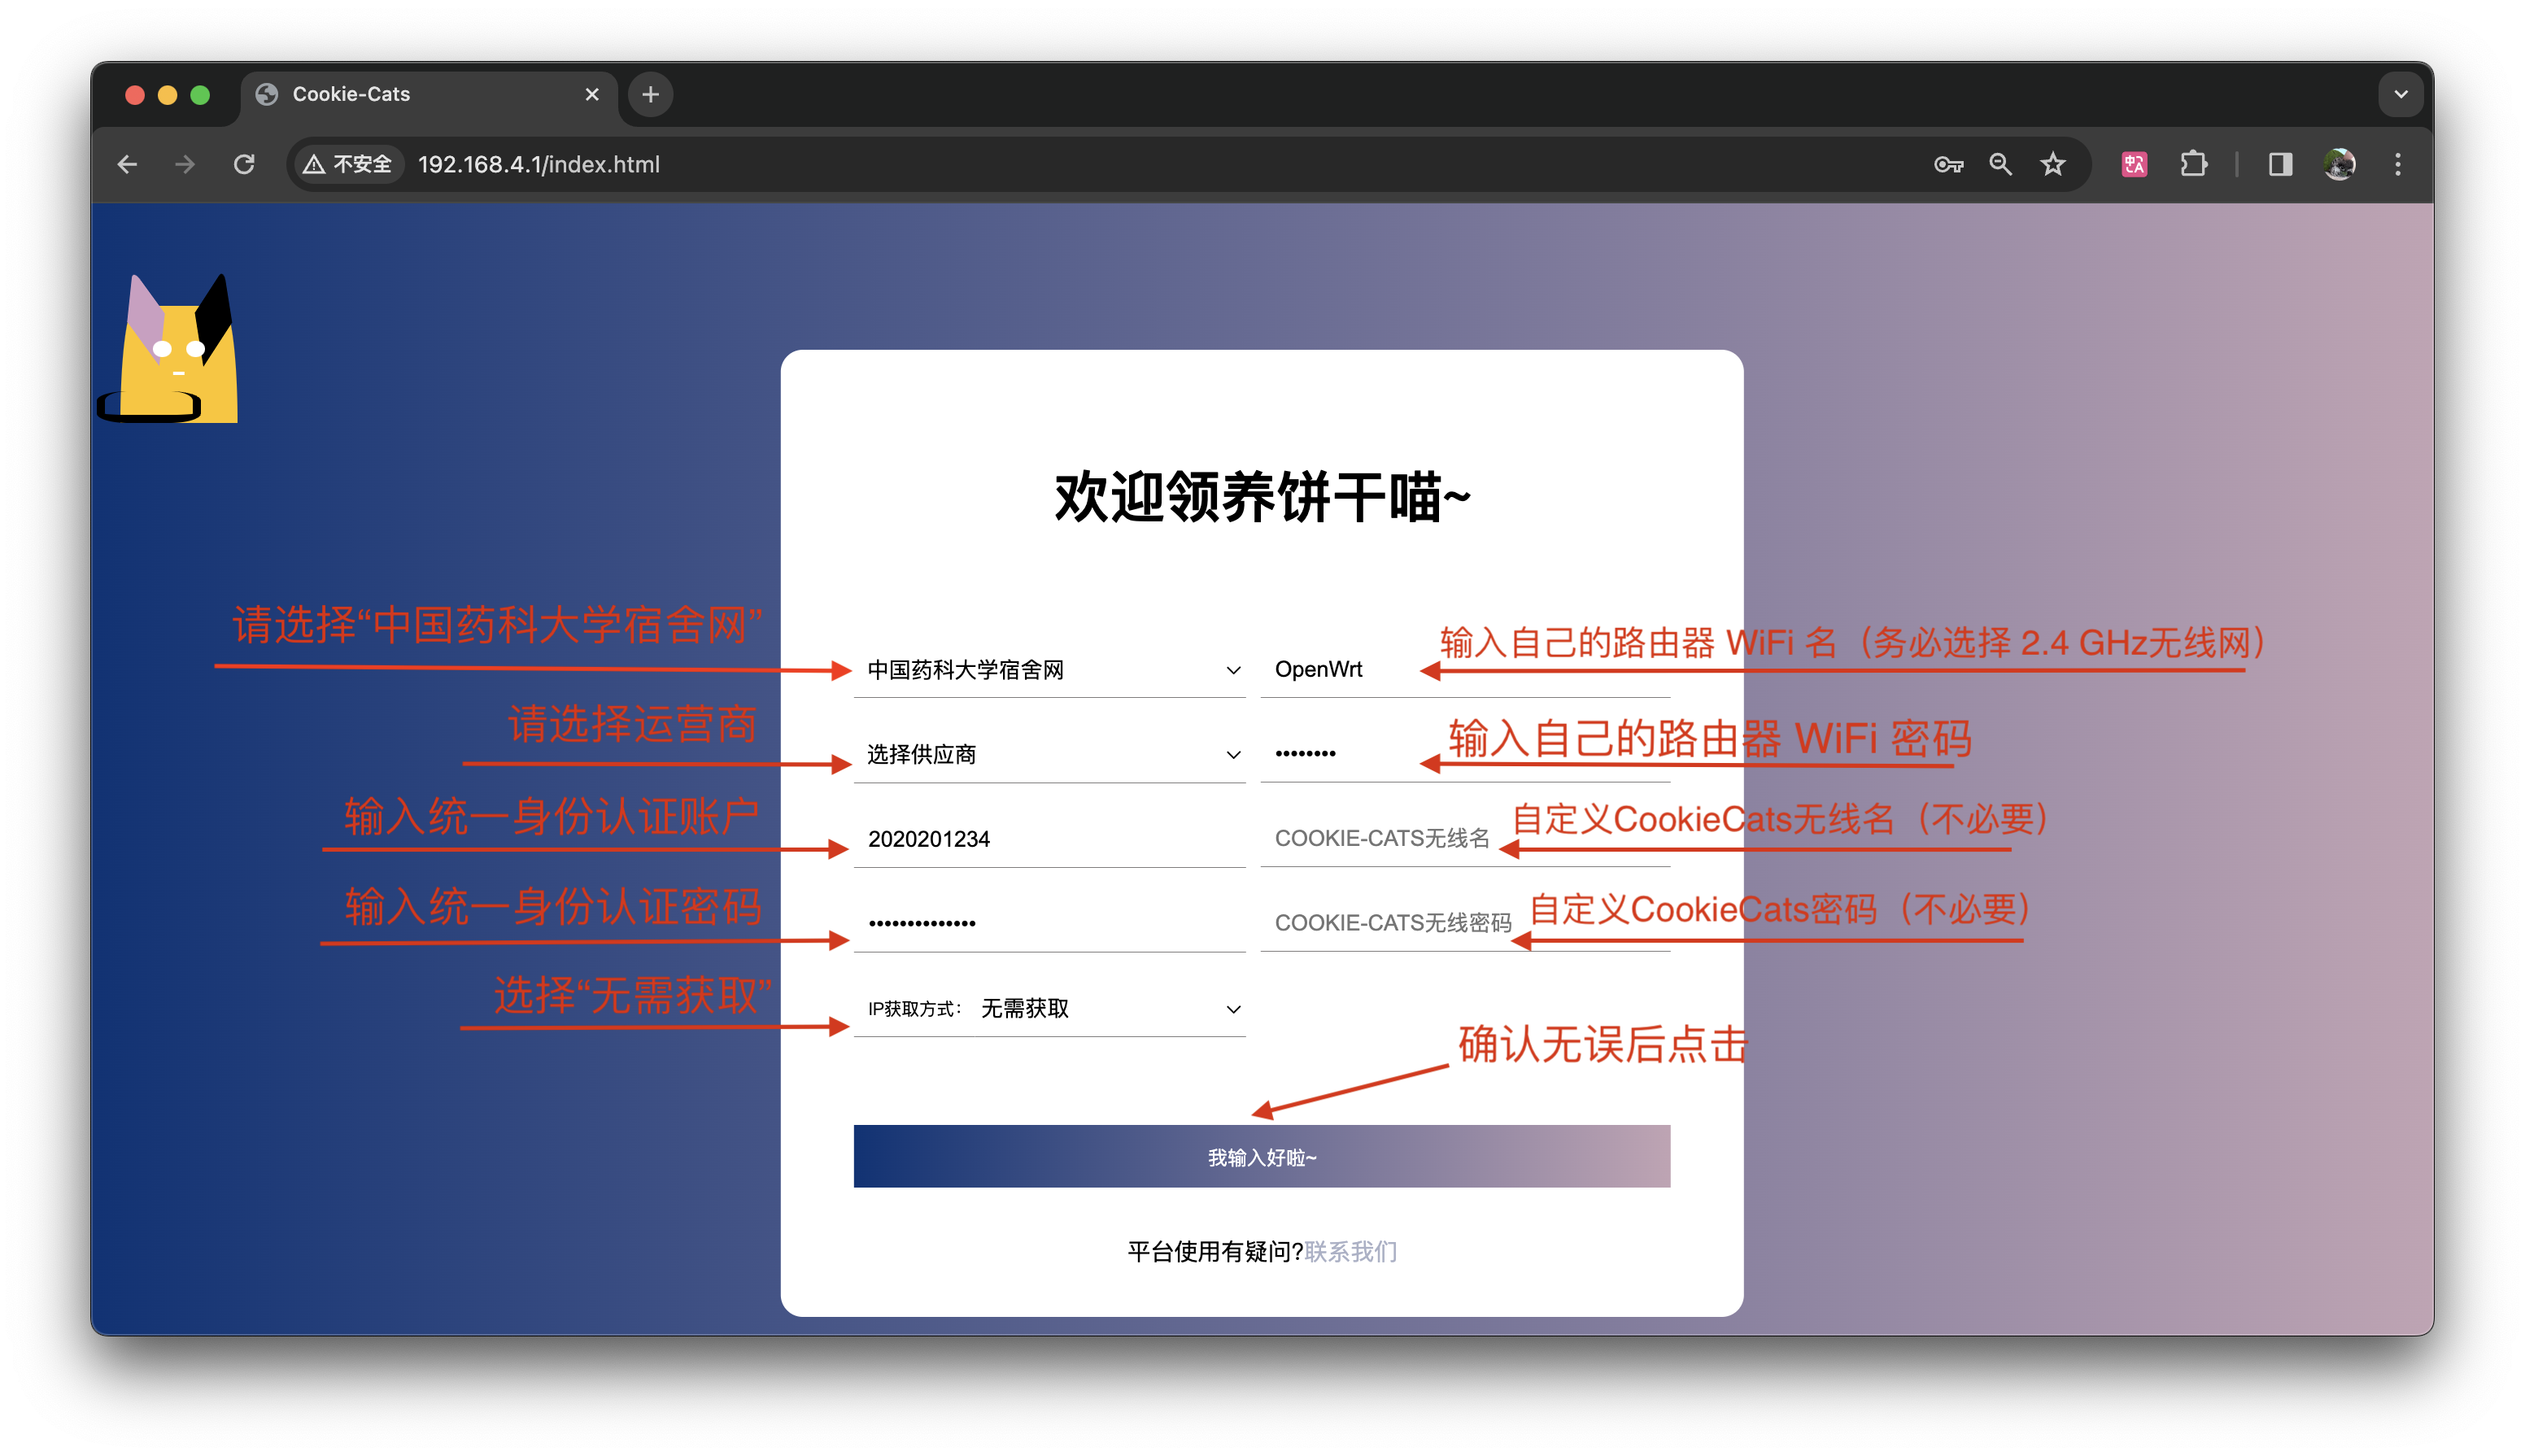 Cookie-Cats
不安全 192.168.4.1/index.html
欢迎领养饼干喵~
请选择“中国药科大学宿舍网”
中国药科大学宿舍网
OpenWrt
输入自己的路由器 WiFi 名（务必选择 2.4 GHz无线网）
请选择运营商
选择供应商
••••••••
输入自己的路由器 WiFi 密码
输入统一身份认证账户
2020201234
COOKIE-CATS无线名
自定义CookieCats无线名（不必要）
输入统一身份认证密码
••••••••••••••
COOKIE-CATS无线密码
自定义CookieCats密码（不必要）
选择“无需获取”
IP获取方式： 无需获取
确认无误后点击
我输入好啦~
平台使用有疑问?联系我们